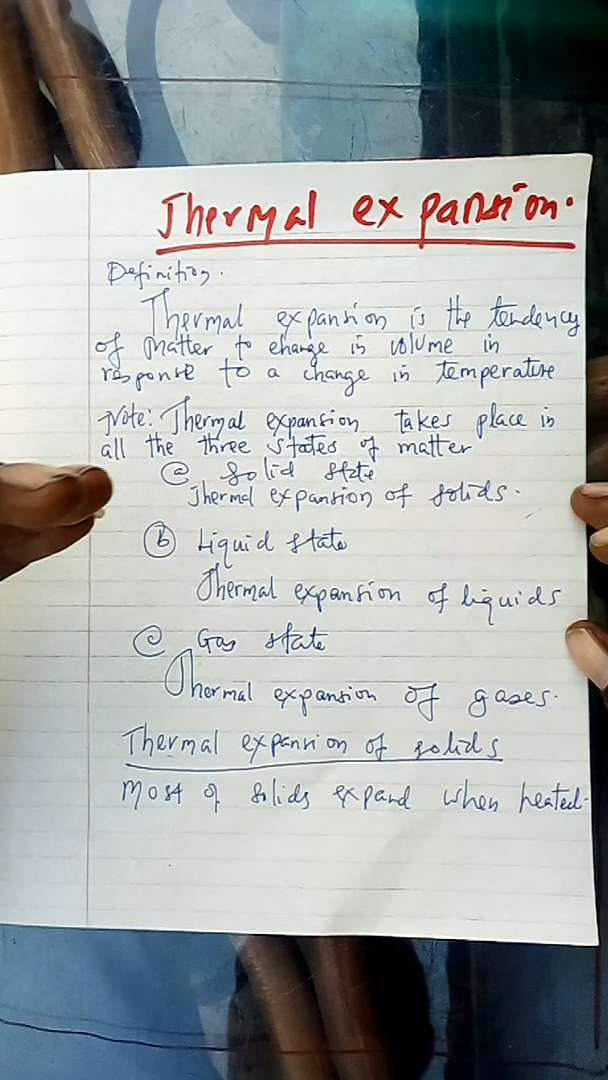 Thermal expansion.
Definition.
Thermal expansion is the tendency
of matter to change in volume in
response to a change in temperature
Note: Thermal expansion takes place in
all the three states of matter
(a) Solid state
Thermal expansion of solids.
(b) Liquid state
Thermal expansion of liquids
(c) Gas state
Thermal expansion of gases.
Thermal expansion of solids
Most of solids expand when heated.